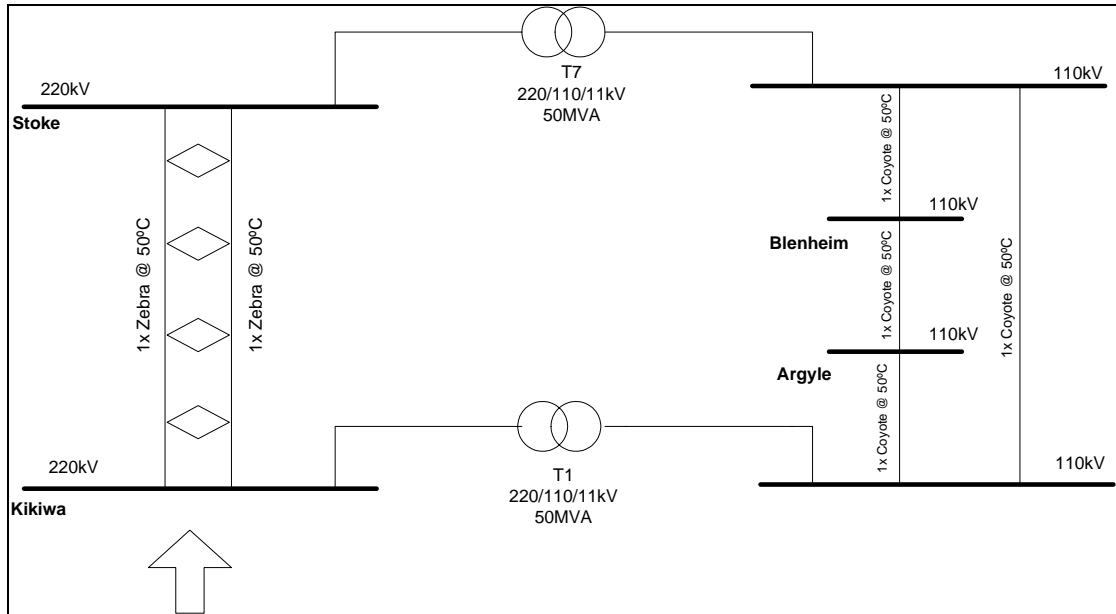 T7
220/110/11kV
50MVA
220kV
Stoke
110kV
1x Zebra @ 50ºC
1x Zebra @ 50ºC
1x Coyote @ 50ºC
110kV
Blenheim
1x Coyote @ 50ºC
1x Coyote @ 50ºC
110kV
Argyle
1x Coyote @ 50ºC
220kV
Kikiwa
T1
220/110/11kV
50MVA
110kV